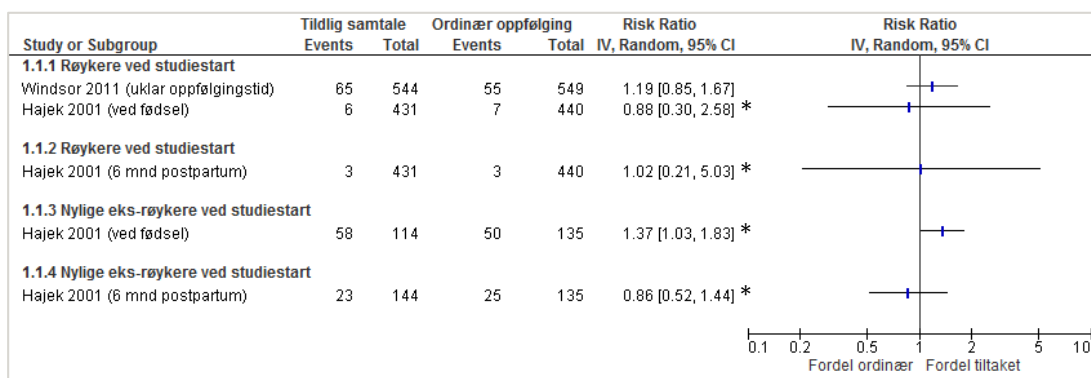 Tildlig samtale Ordinær oppfølging Risk Ratio Risk Ratio
Study or Subgroup Events Total Events Total IV, Random, 95% CI IV, Random, 95% CI
1.1.1 Røykere ved studiestart
Windsor 2011 (uklar oppfølgingstid) 65 544 55 549 1.19 [0.85, 1.67]
Hajek 2001 (ved fødsel) 6 431 7 440 0.88 [0.30, 2.58] *
1.1.2 Røykere ved studiestart
Hajek 2001 (6 mnd postpartum) 3 431 3 440 1.02 [0.21, 5.03] *
1.1.3 Nylige eks-røykere ved studiestart
Hajek 2001 (ved fødsel) 58 114 50 135 1.37 [1.03, 1.83] *
1.1.4 Nylige eks-røykere ved studiestart
Hajek 2001 (6 mnd postpartum) 23 144 25 135 0.86 [0.52, 1.44] *
0.1 0.2 0.5 1 2 5 10
Fordel ordinær Fordel tiltaket